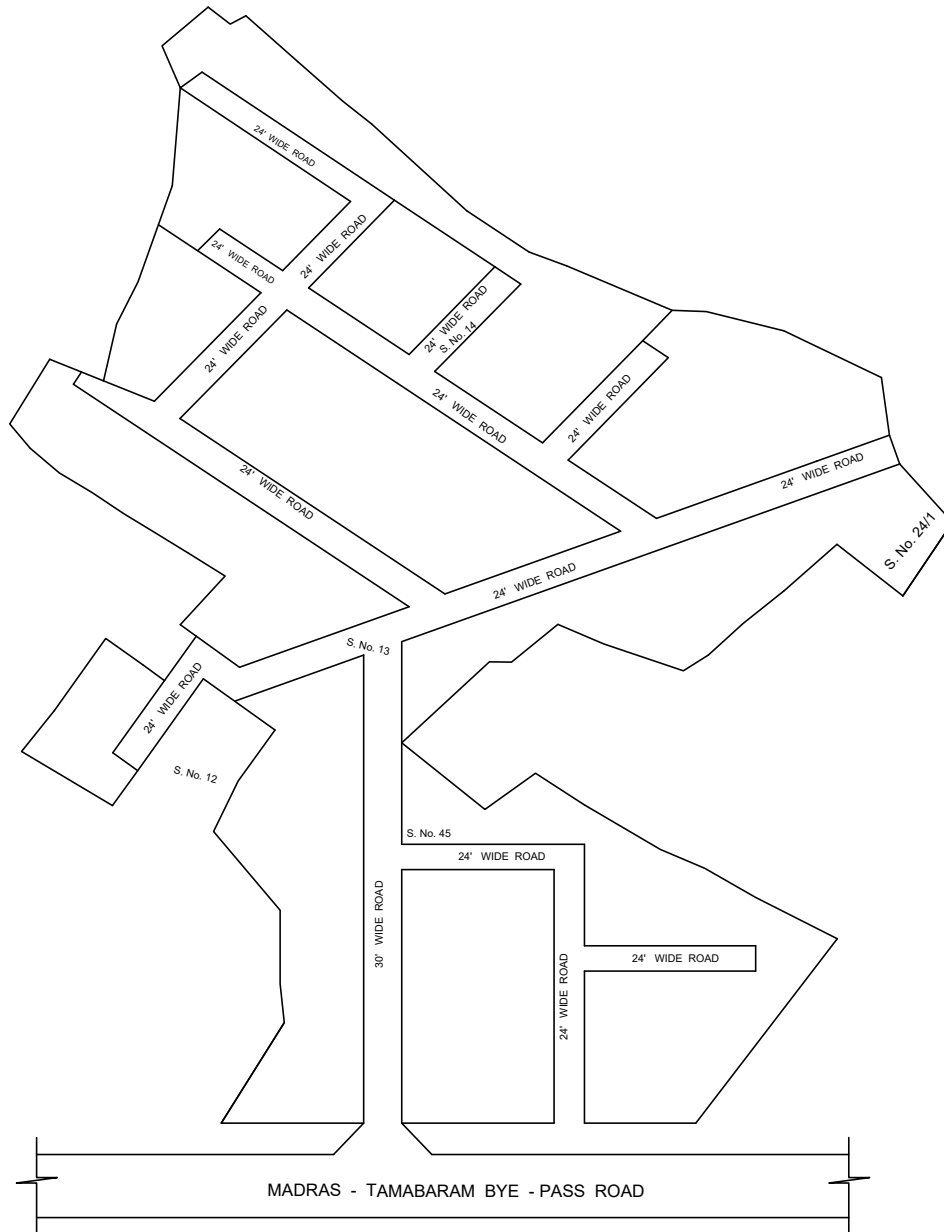 24' WIDE ROAD
24' WIDE ROAD
24' WIDE ROAD
24' WIDE ROAD
S. No. 14
24' WIDE ROAD
24' WIDE ROAD
24' WIDE ROAD
24' WIDE ROAD
24' WIDE ROAD
S. No. 24/1
24' WIDE ROAD
S. No. 13
24' WIDE ROAD
S. No. 12
S. No. 45
24' WIDE ROAD
30' WIDE ROAD
24' WIDE ROAD
24' WIDE ROAD
MADRAS - TAMABARAM BYE - PASS ROAD